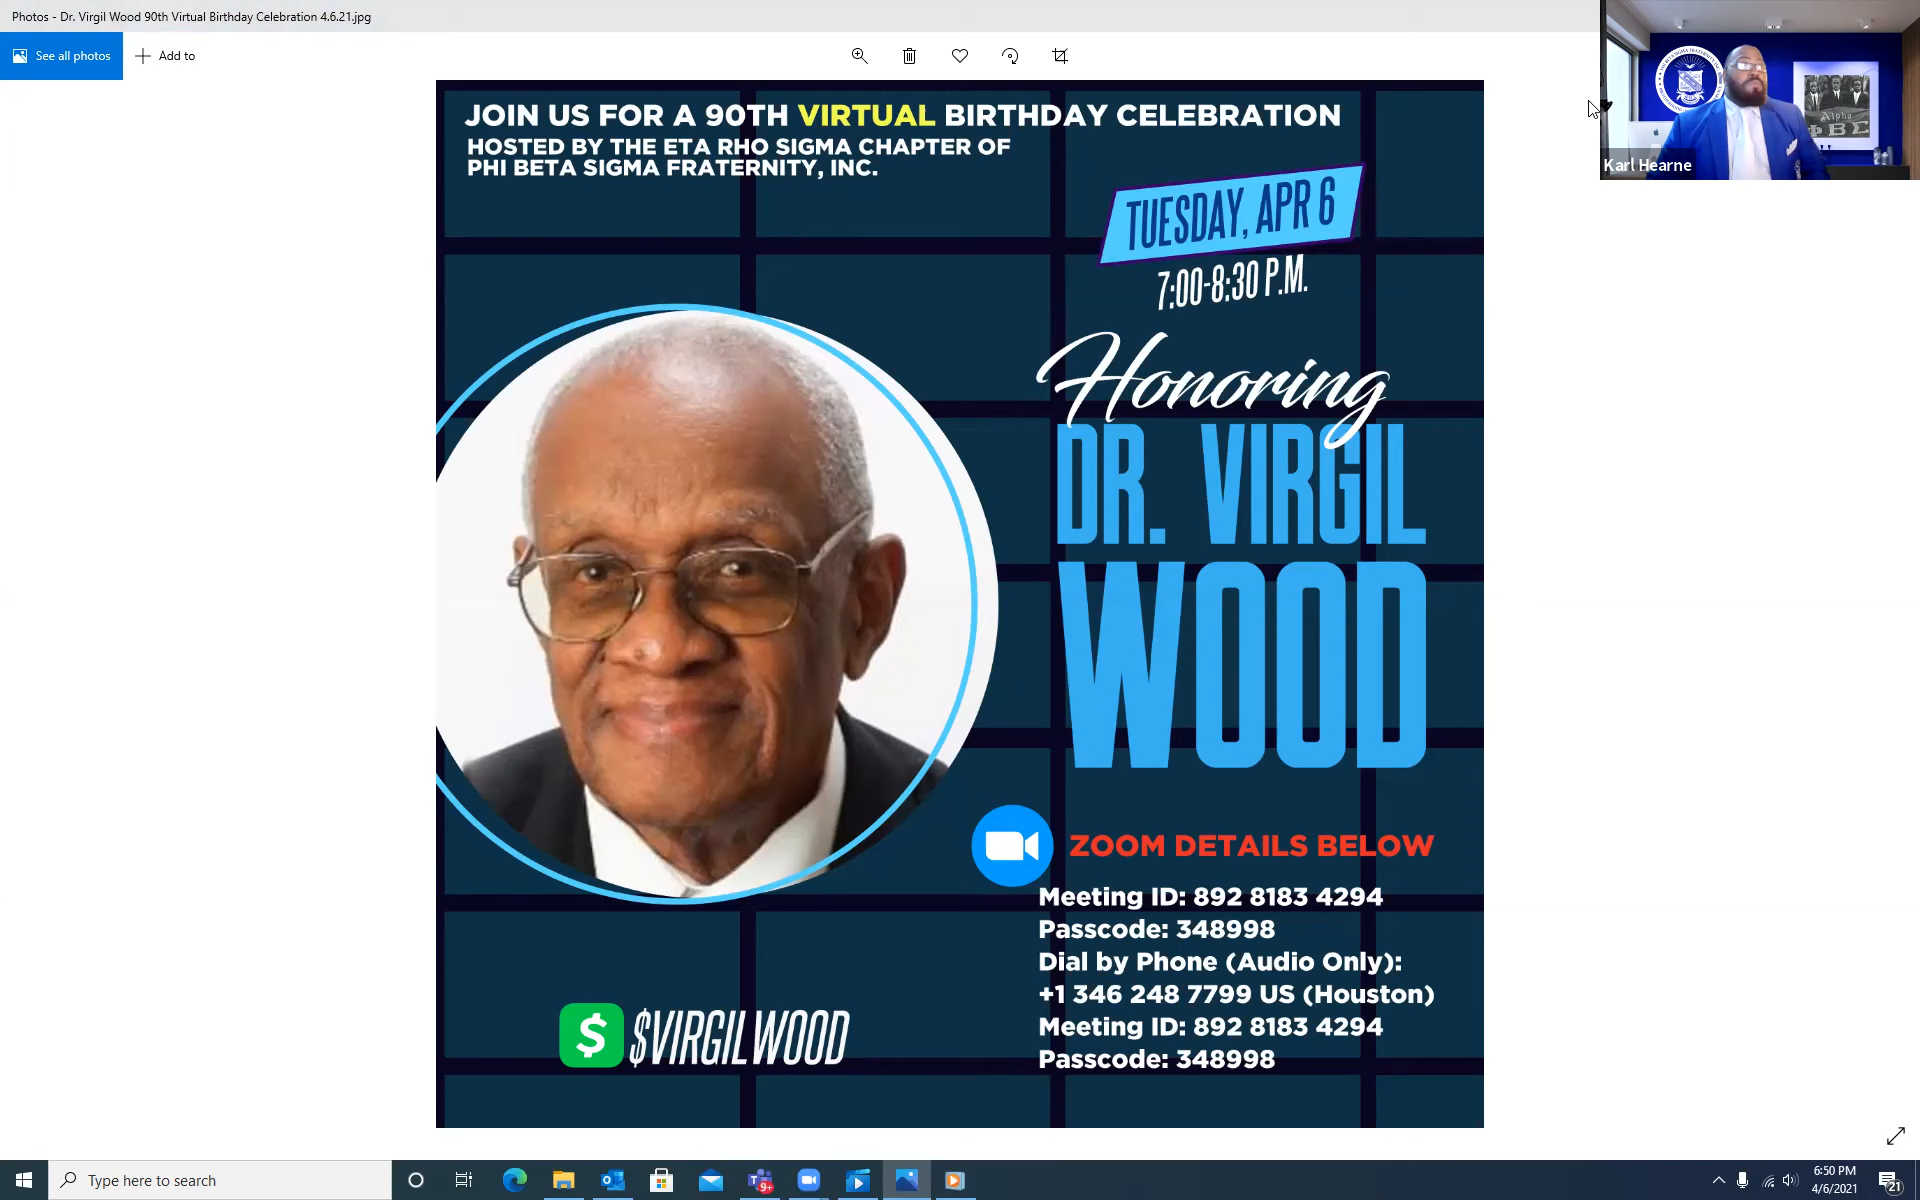 Photos - Dr. Virgil Wood 90th Virtual Birthday Celebration 4.6.21.jpg
See all photos
Add to
JOIN US FOR A 90TH VIRTUAL BIRTHDAY CELEBRATION
HOSTED BY THE ETA RHO SIGMA CHAPTER OF
PHI BETA SIGMA FRATERNITY, INC.
TUESDAY, APR 6
7:00-8:30 P.M.
Honoring
DR. VIRGIL
WOOD
ZOOM DETAILS BELOW
Meeting ID: 892 8183 4294
Passcode: 348998
Dial by Phone (Audio Only):
+1 346 248 7799 US (Houston)
Meeting ID: 892 8183 4294
Passcode: 348998
$ $VIRGILWOOD
Alpha
ΦΒΣ
Karl Hearne
Type here to search
9+
6:50 PM
4/6/2021
21